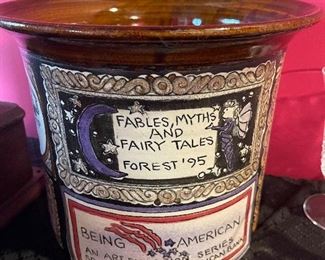 FABLES, MYTHS
AND
FAIRY TALES
FOREST '95
BEING AMERICAN
AN ART SERIES